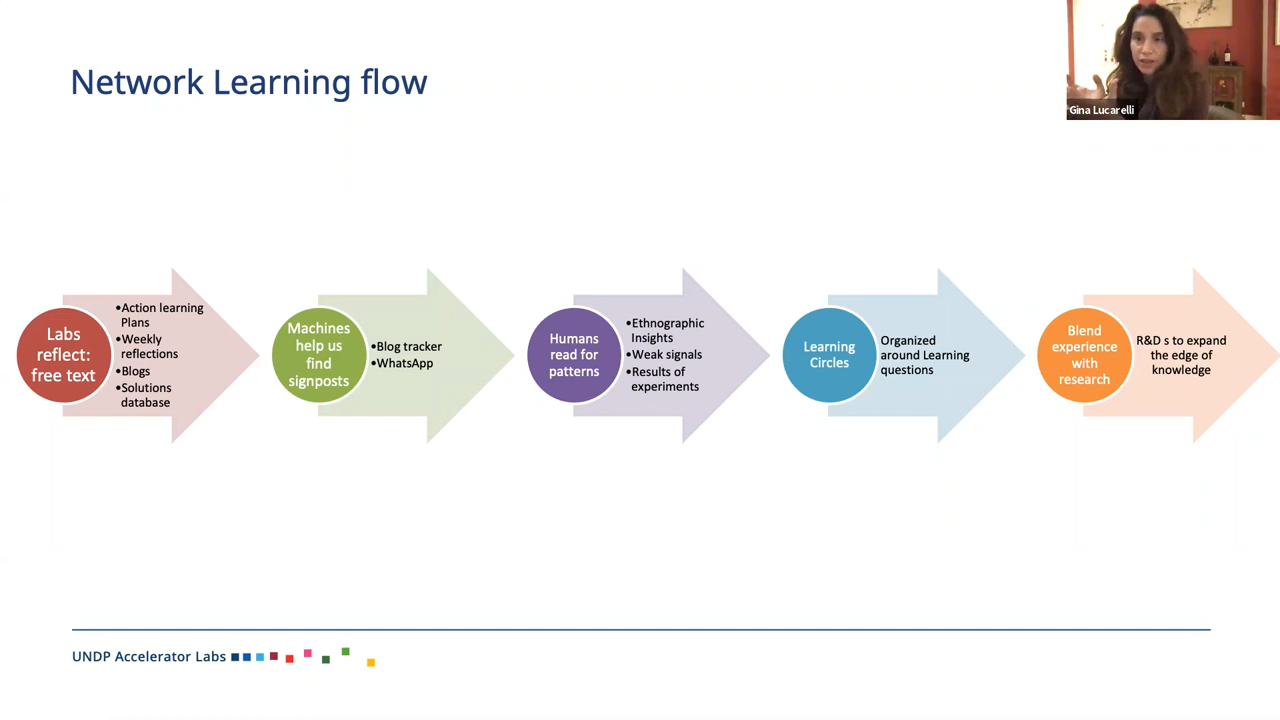 Network Learning flow
Gina Lucarelli
Labs
reflect:
free text
•Action learning
Plans
•Weekly
reflections
•Blogs
•Solutions
database
Machines
help us
find
signposts
•Blog tracker
•WhatsApp
Humans
read for
patterns
•Ethnographic
Insights
•Weak signals
•Results of
experiments
Learning
Circles
Organized
around Learning
questions
Blend
experience
with
research
R&D s to expand
the edge of
knowledge
UNDP Accelerator Labs